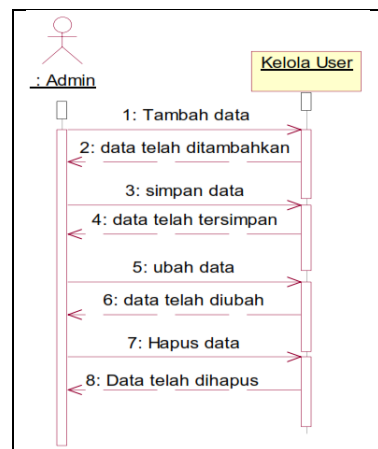 : Admin
Kelola User
1: Tambah data
2: data telah ditambahkan
3: simpan data
4: data telah tersimpan
5: ubah data
6: data telah diubah
7: Hapus data
8: Data telah dihapus